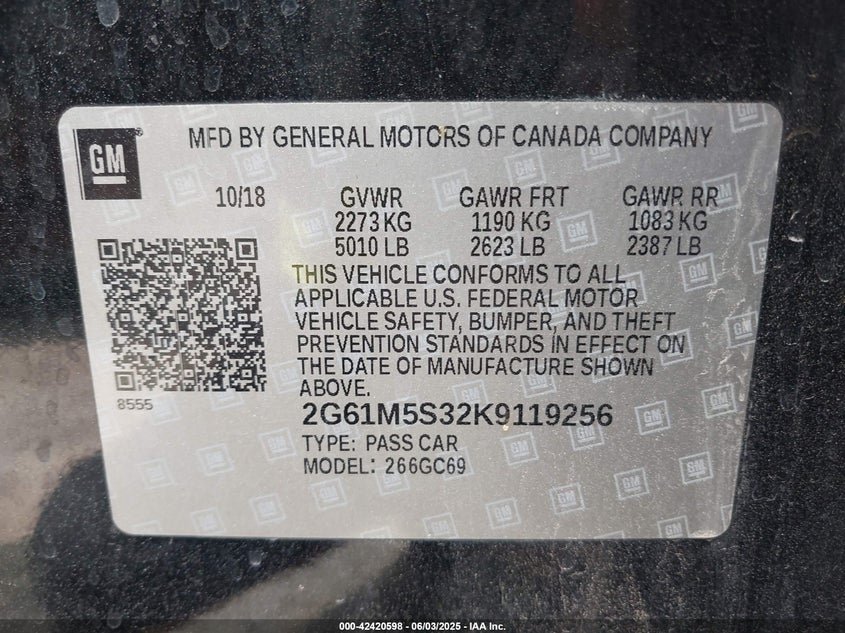 GM
MFD BY GENERAL MOTORS OF CANADA COMPANY
10/18 GVWR GAWR FRT GAWR RR
2273 KG 1190 KG 1083 KG
5010 LB 2623 LB 2387 LB
THIS VEHICLE CONFORMS TO ALL
APPLICABLE U.S. FEDERAL MOTOR
VEHICLE SAFETY, BUMPER, AND THEFT
PREVENTION STANDARDS IN EFFECT ON
THE DATE OF MANUFACTURE SHOWN
ABOVE.
8555
2G61M5S32K9119256
TYPE: PASS CAR
MODEL: 266GC69
000-42420598 - 06/03/2025 - IAA Inc.